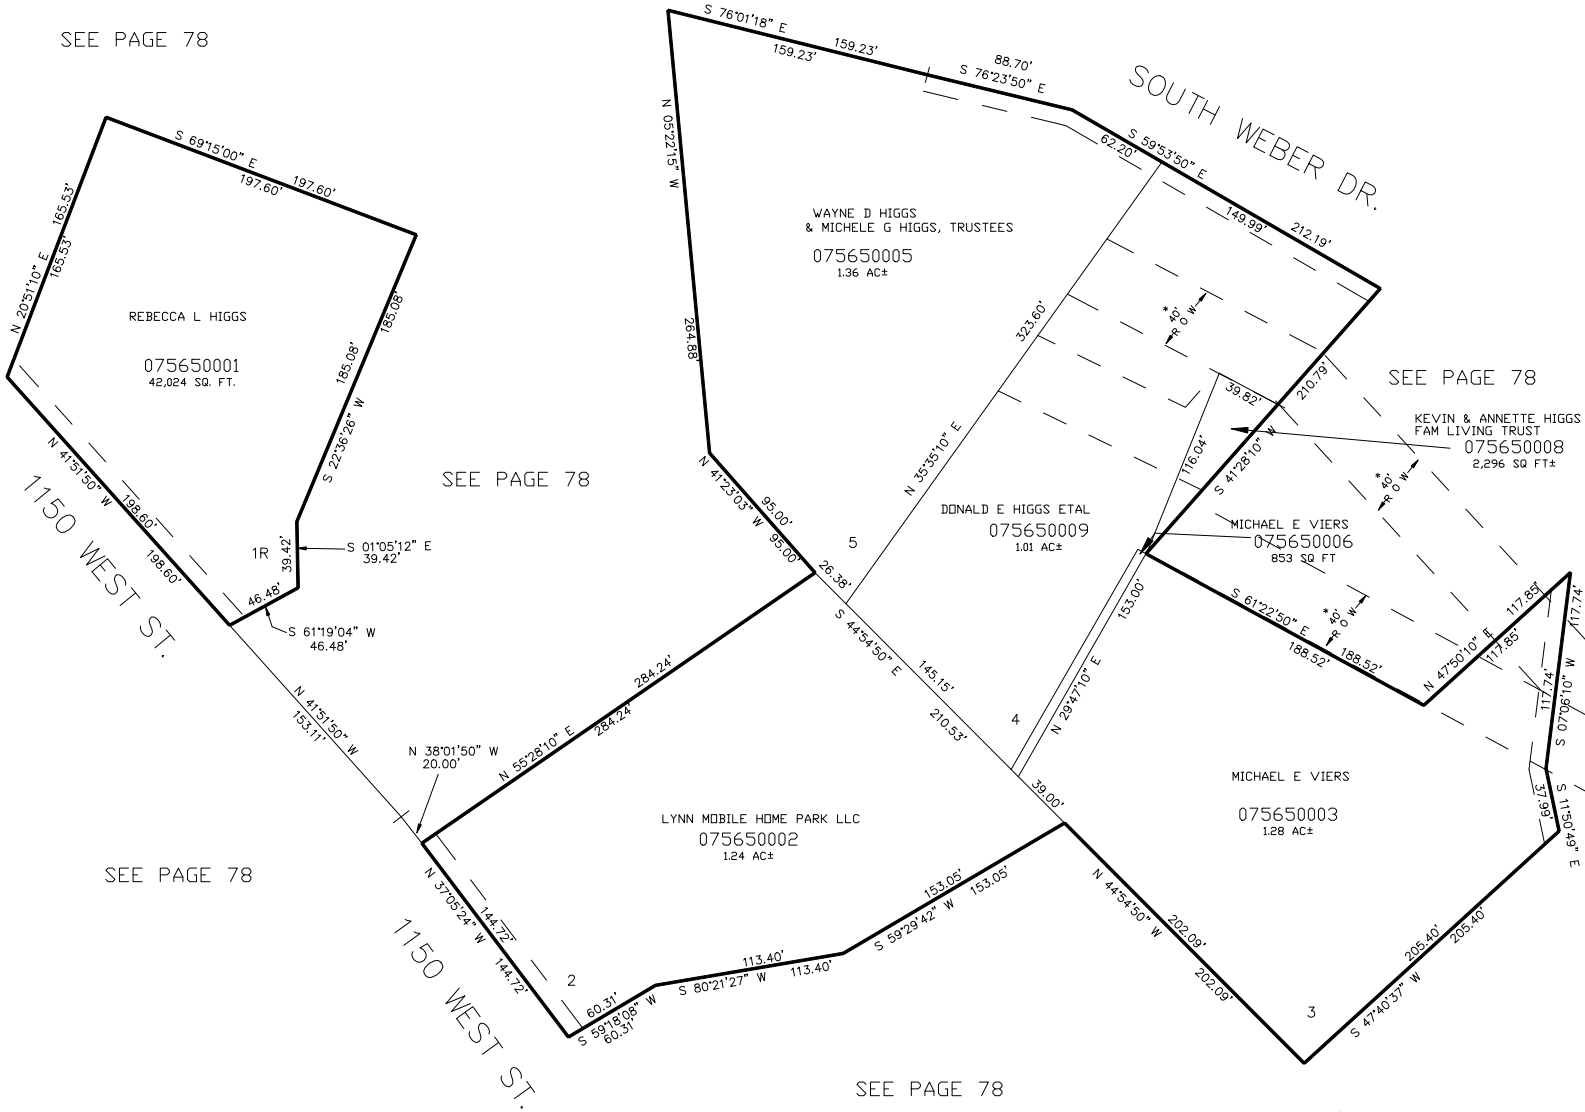 SEE PAGE 78
S 76°01'18" E
159.23'
159.23'
88.70'
S 76°23'50" E
SOUTH WEBER DR.
S 59°53'50" E
62.20'
149.99'
212.19'
S 69°15'00" E
197.60'
197.60'
165.53'
165.53'
N 20°51'10" E
REBECCA L HIGGS
075650001
42,024 SQ. FT.
185.08'
185.08'
S 22°36'26" W
N 41°51'50" W
198.60'
198.60'
1150 WEST ST.
1R
39.42'
S 01°05'12" E
39.42'
46.48'
S 61°19'04" W
46.48'
N 05°22'15" W
264.88'
WAYNE D HIGGS
& MICHELE G HIGGS, TRUSTEES
075650005
1.36 AC±
323.60'
N 35°35'10" E
* 40'
R O W
SEE PAGE 78
210.79'
39.82'
116.04'
S 41°28'10" W
KEVIN & ANNETTE HIGGS
FAM LIVING TRUST
075650008
2,296 SQ FT±
* 40'
R O W
SEE PAGE 78
N 41°23'03" W
95.00'
95.00'
DONALD E HIGGS ETAL
075650009
1.01 AC±
MICHAEL E VIERS
075650006
853 SQ FT
5
26.38'
S 44°54'50" E
145.15'
210.53'
153.00'
N 29°47'10" E
4
39.00'
S 61°22'50" E
188.52'
188.52'
* 40'
R O W
117.85'
117.85'
N 47°50'10" E
117.74'
117.74'
S 07°06'10" W
37.99'
S 11°50'49" E
N 41°51'50" W
153.11'
N 38°01'50" W
20.00'
284.24'
284.24'
N 55°28'10" E
LYNN MOBILE HOME PARK LLC
075650002
1.24 AC±
MICHAEL E VIERS
075650003
1.28 AC±
SEE PAGE 78
N 37°05'24" W
144.72'
144.72'
1150 WEST ST.
2
60.31'
S 59°18'08" W
60.31'
113.40'
S 80°21'27" W
113.40'
153.05'
S 59°29'42" W
153.05'
N 44°54'50" W
202.09'
202.09'
3
205.40'
205.40'
S 47°40'37" W
SEE PAGE 78